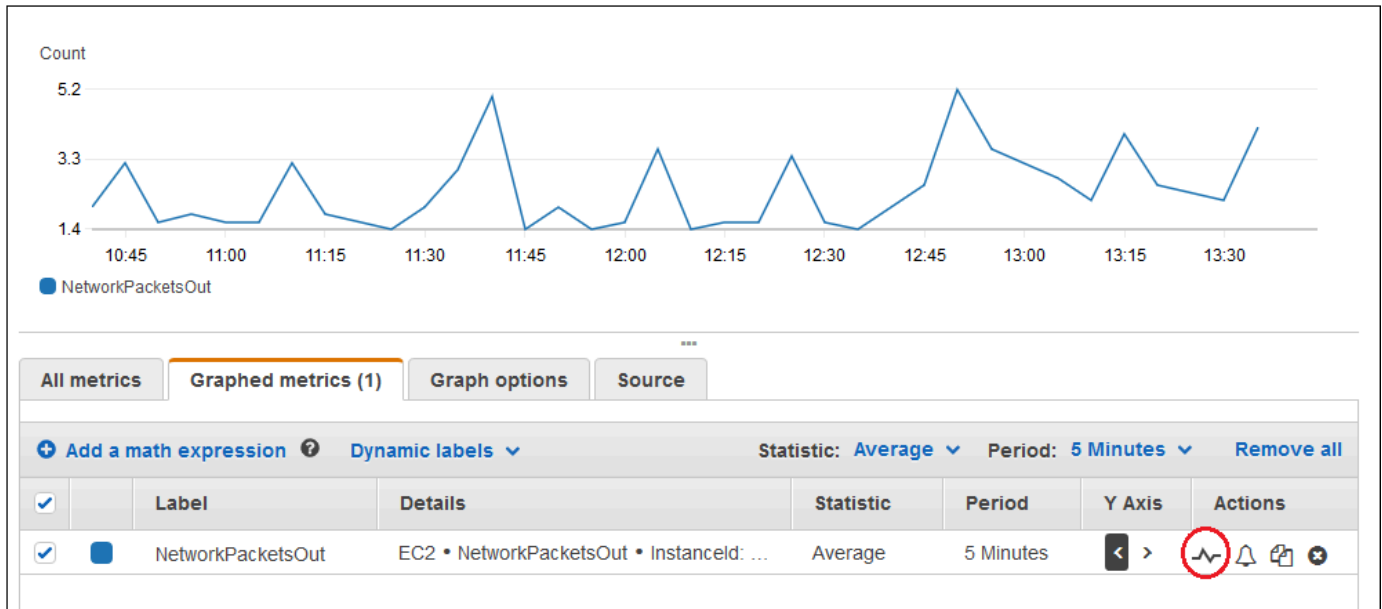 Count
5.2
3.3
1.4
10:45 11:00 11:15 11:30 11:45 12:00 12:15 12:30 12:45 13:00 13:15 13:30
NetworkPacketsOut
All metrics Graphed metrics (1) Graph options Source
Add a math expression ? Dynamic labels Statistic: Average Period: 5 Minutes Remove all
Label Details Statistic Period Y Axis Actions
NetworkPacketsOut EC2 • NetworkPacketsOut • InstanceId: ... Average 5 Minutes < >